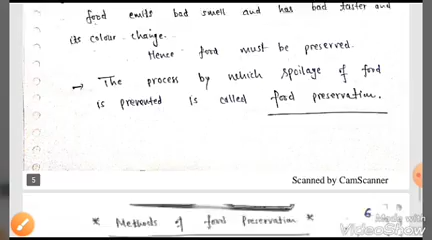 food emits bad smell and has bad taster and
its colour change.
Hence food must be preserved.
→ The process by which spoilage of food
is prevented is called food preservation.
5
Scanned by CamScanner
* Methods of food Preservation *
6
Made with
VideoShow